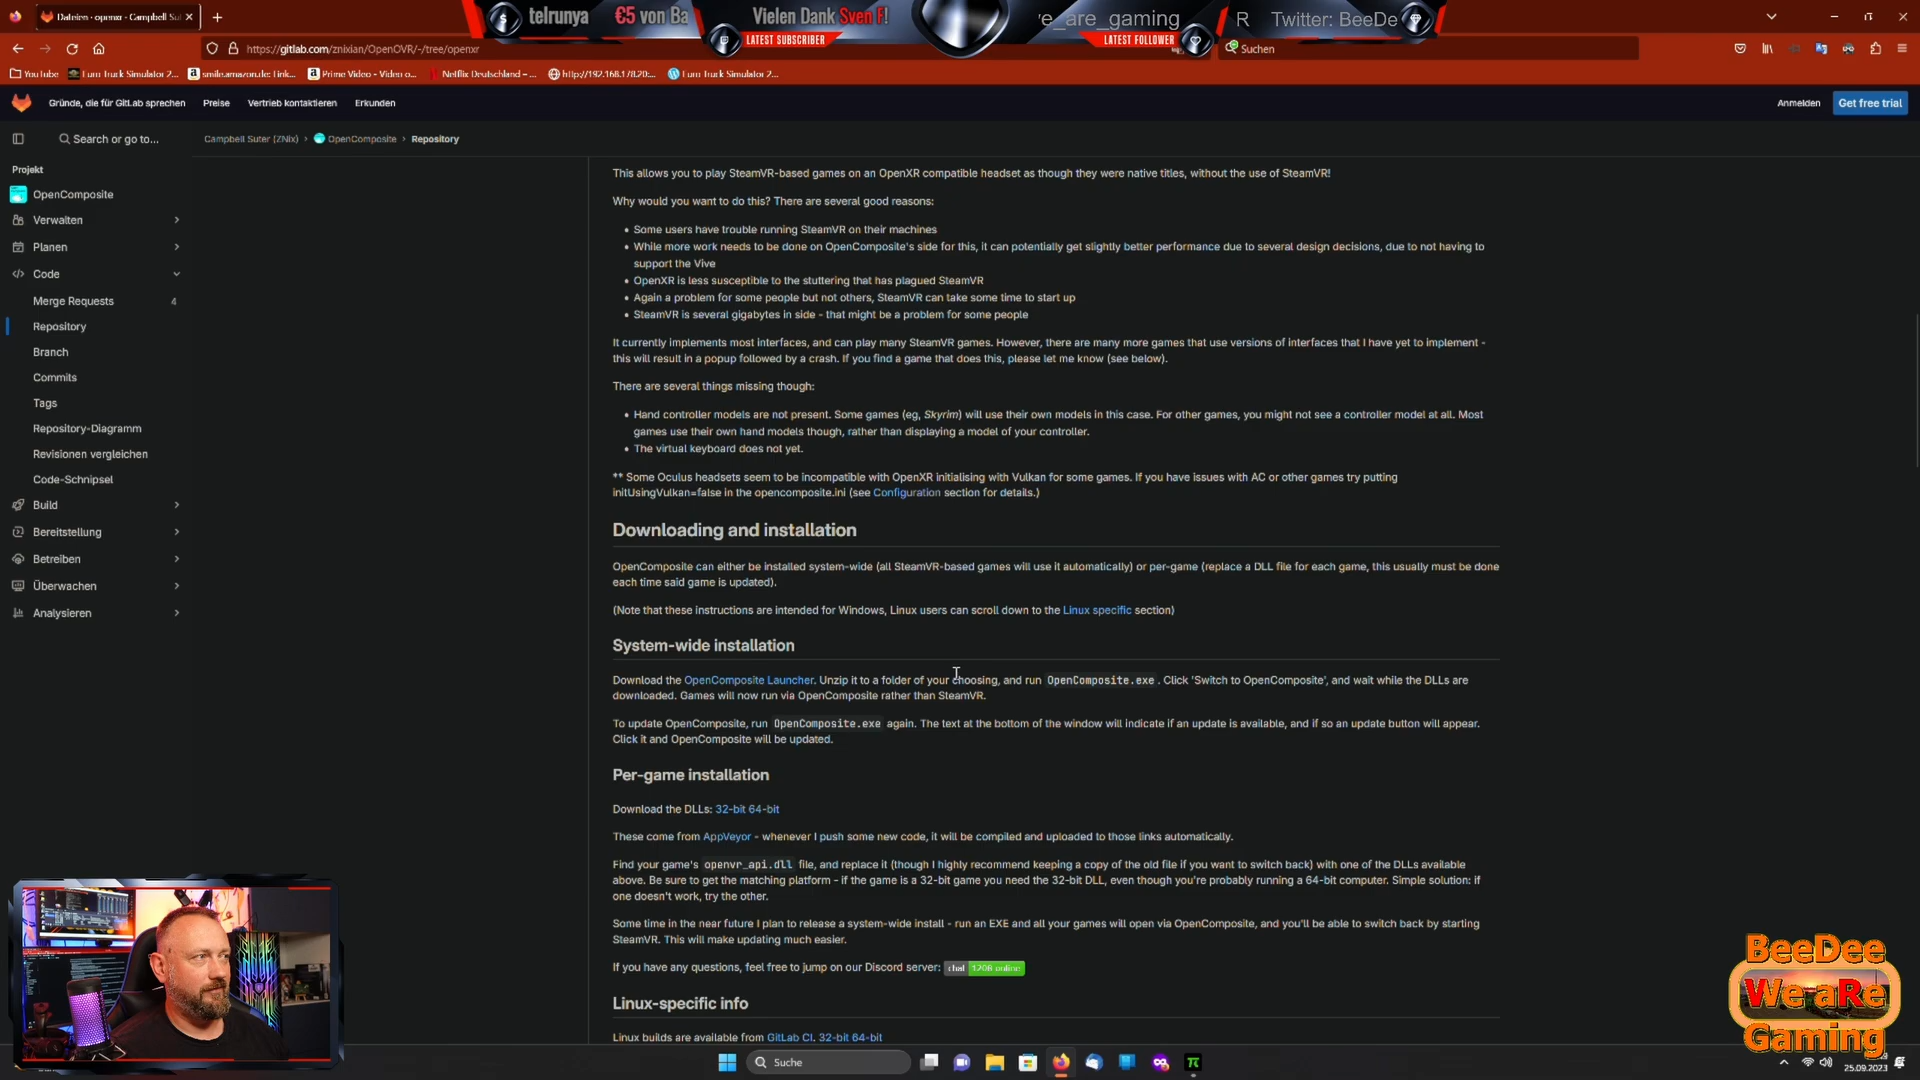 telrunya
€5 von Ba
Vielen Dank Sven F!
LATEST SUBSCRIBER
e_are_gaming
LATEST FOLLOWER
R Twitter: BeeDe
Dateien · openxr · Campbell Su
https://gitlab.com/znixian/OpenOVR/-/tree/openxr
Suchen
YouTube
Euro Truck Simulator 2...
smile.amazon.de: Link...
Prime Video - Video o...
Netflix Deutschland – ...
http://192.168.178.20:...
Euro Truck Simulator 2...
Gründe, die für GitLab sprechen
Preise
Vertrieb kontaktieren
Erkunden
Anmelden
Get free trial
Search or go to...
Campbell Suter (ZNix) › OpenComposite › Repository
Projekt
OpenComposite
Verwalten
Planen
Code
Merge Requests 4
Repository
Branch
Commits
Tags
Repository-Diagramm
Revisionen vergleichen
Code-Schnipsel
Build
Bereitstellung
Betreiben
Überwachen
Analysieren
This allows you to play SteamVR-based games on an OpenXR compatible headset as though they were native titles, without the use of SteamVR!
Why would you want to do this? There are several good reasons:
• Some users have trouble running SteamVR on their machines
• While more work needs to be done on OpenComposite's side for this, it can potentially get slightly better performance due to several design decisions, due to not having to
support the Vive
• OpenXR is less susceptible to the stuttering that has plagued SteamVR
• Again a problem for some people but not others, SteamVR can take some time to start up
• SteamVR is several gigabytes in side - that might be a problem for some people
It currently implements most interfaces, and can play many SteamVR games. However, there are many more games that use versions of interfaces that I have yet to implement -
this will result in a popup followed by a crash. If you find a game that does this, please let me know (see below).
There are several things missing though:
• Hand controller models are not present. Some games (eg, Skyrim) will use their own models in this case. For other games, you might not see a controller model at all. Most
games use their own hand models though, rather than displaying a model of your controller.
• The virtual keyboard does not yet.
** Some Oculus headsets seem to be incompatible with OpenXR initialising with Vulkan for some games. If you have issues with AC or other games try putting
initUsingVulkan=false in the opencomposite.ini (see Configuration section for details.)
Downloading and installation
OpenComposite can either be installed system-wide (all SteamVR-based games will use it automatically) or per-game (replace a DLL file for each game, this usually must be done
each time said game is updated).
(Note that these instructions are intended for Windows, Linux users can scroll down to the Linux specific section)
System-wide installation
Download the OpenComposite Launcher. Unzip it to a folder of your choosing, and run OpenComposite.exe. Click 'Switch to OpenComposite', and wait while the DLLs are
downloaded. Games will now run via OpenComposite rather than SteamVR.
To update OpenComposite, run OpenComposite.exe again. The text at the bottom of the window will indicate if an update is available, and if so an update button will appear.
Click it and OpenComposite will be updated.
Per-game installation
Download the DLLs: 32-bit 64-bit
These come from AppVeyor - whenever I push some new code, it will be compiled and uploaded to those links automatically.
Find your game's openvr_api.dll file, and replace it (though I highly recommend keeping a copy of the old file if you want to switch back) with one of the DLLs available
above. Be sure to get the matching platform - if the game is a 32-bit game you need the 32-bit DLL, even though you're probably running a 64-bit computer. Simple solution: if
one doesn't work, try the other.
Some time in the near future I plan to release a system-wide install - run an EXE and all your games will open via OpenComposite, and you'll be able to switch back by starting
SteamVR. This will make updating much easier.
If you have any questions, feel free to jump on our Discord server: chat 1206 online
Linux-specific info
Linux builds are available from GitLab CI. 32-bit 64-bit
BeeDee
We aRe
Gaming
Suche
25.09.2023